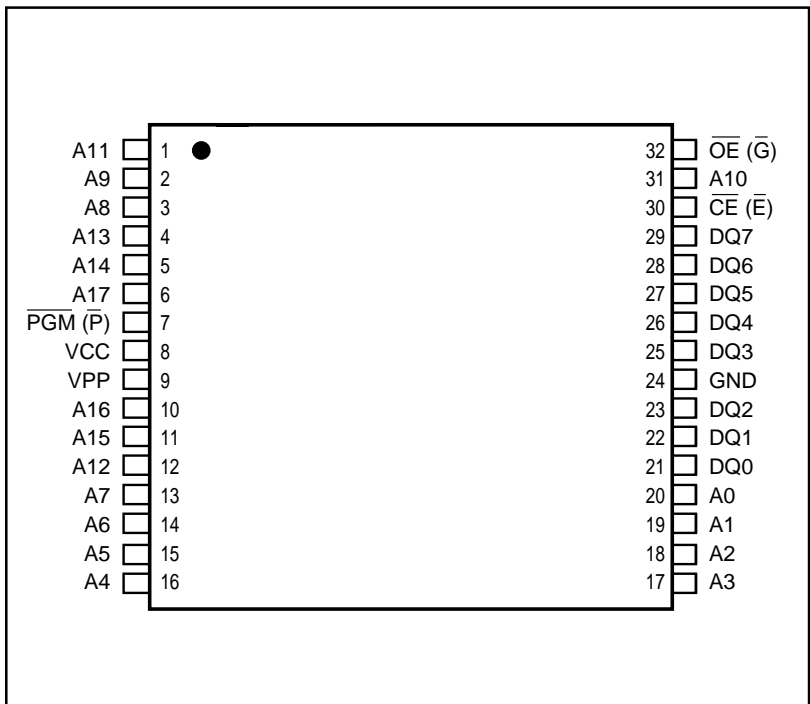 A11 1 32 O̅E̅ (G̅)
A9 2 31 A10
A8 3 30 C̅E̅ (E̅)
A13 4 29 DQ7
A14 5 28 DQ6
A17 6 27 DQ5
P̅G̅M̅ (P̅) 7 26 DQ4
VCC 8 25 DQ3
VPP 9 24 GND
A16 10 23 DQ2
A15 11 22 DQ1
A12 12 21 DQ0
A7 13 20 A0
A6 14 19 A1
A5 15 18 A2
A4 16 17 A3